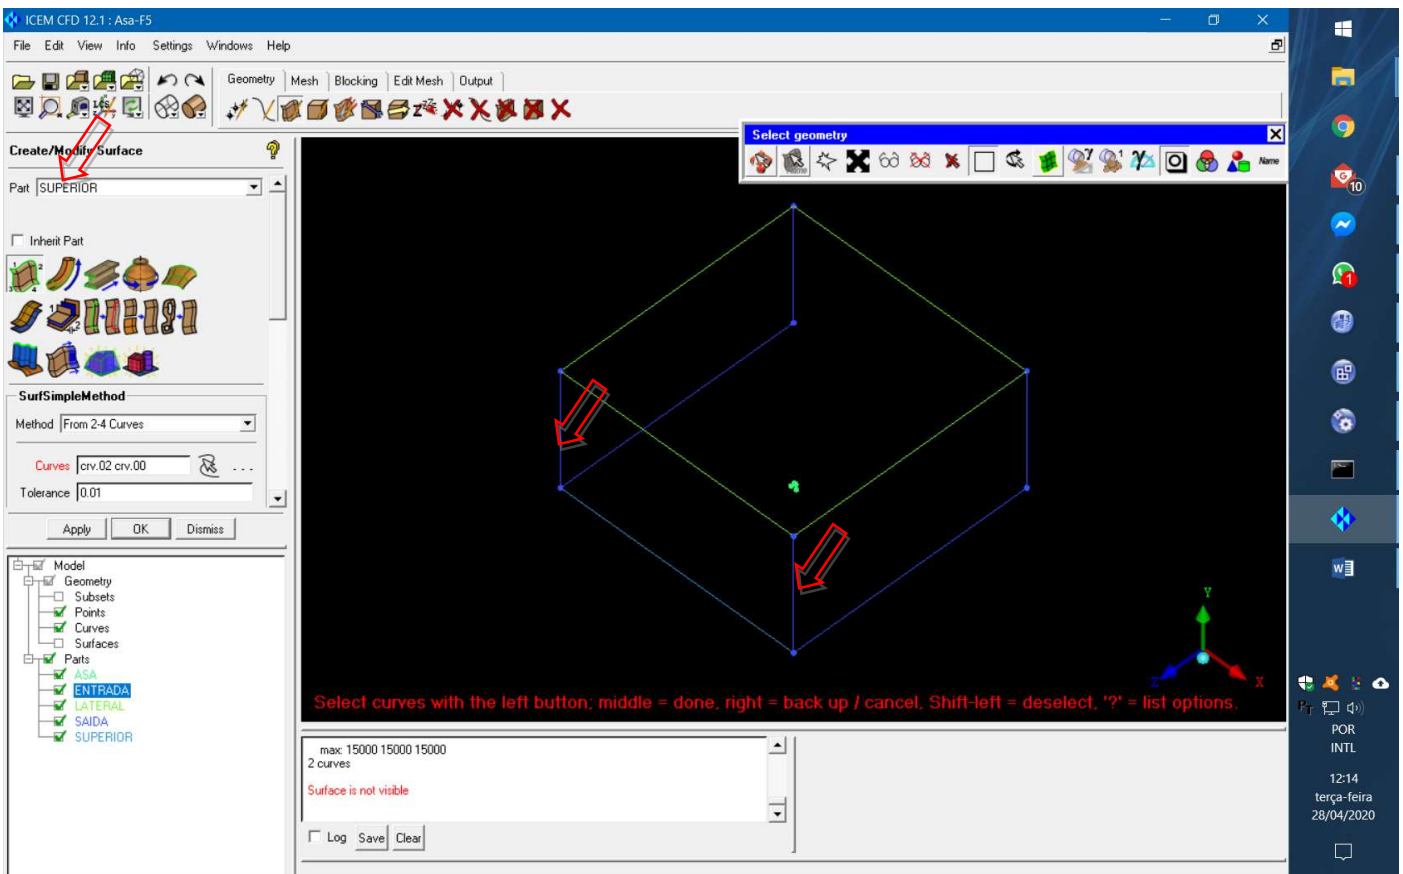 ICEM CFD 12.1 : Asa-F5
File Edit View Info Settings Windows Help
Geometry Mesh Blocking Edit Mesh Output
Select geometry
Name
Create/Modify Surface
Part SUPERIOR
Inherit Part
SurfSimpleMethod
Method From 2-4 Curves
Curves crv.02 crv.00 ...
Tolerance 0.01
Apply OK Dismiss
Model
Geometry
Subsets
Points
Curves
Surfaces
Parts
ASA
ENTRADA
LATERAL
SAIDA
SUPERIOR
Y
Z
X
Select curves with the left button; middle = done, right = back up / cancel, Shift-left = deselect, '?' = list options.
max: 15000 15000 15000
2 curves
Surface is not visible
Log Save Clear
10
1
POR
INTL
12:14
terça-feira
28/04/2020